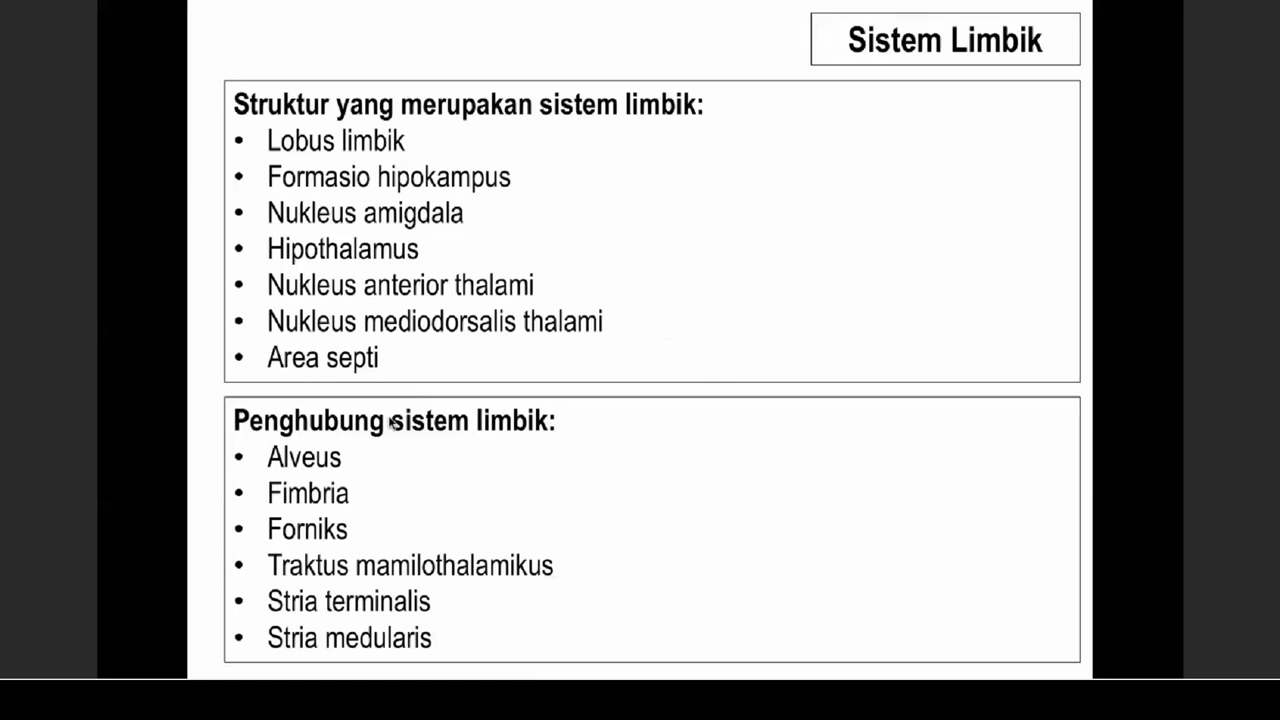 Sistem Limbik
Struktur yang merupakan sistem limbik:
• Lobus limbik
• Formasio hipokampus
• Nukleus amigdala
• Hipothalamus
• Nukleus anterior thalami
• Nukleus mediodorsalis thalami
• Area septi
Penghubung sistem limbik:
• Alveus
• Fimbria
• Forniks
• Traktus mamilothalamikus
• Stria terminalis
• Stria medularis